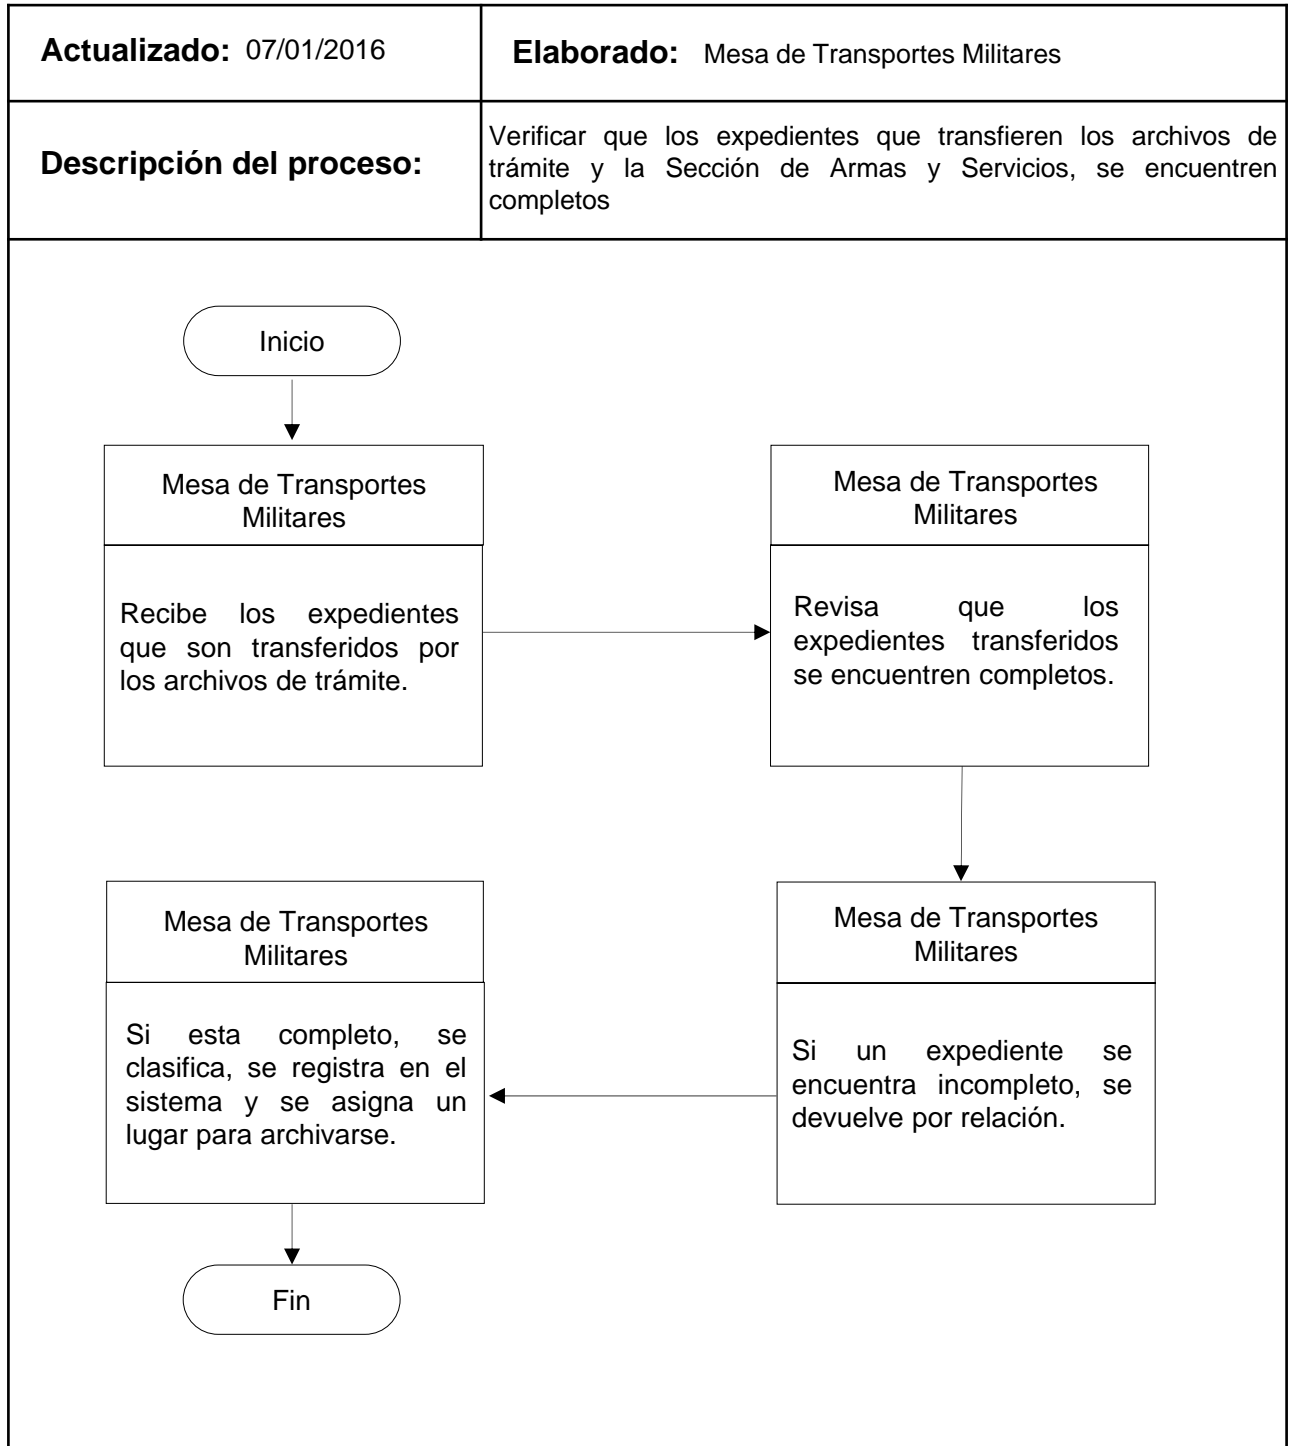 Actualizado: 07/01/2016
Elaborado: Mesa de Transportes Militares
Descripción del proceso:
Verificar que los expedientes que transfieren los archivos de
trámite y la Sección de Armas y Servicios, se encuentren
completos
Inicio
Mesa de Transportes
Militares
Recibe los expedientes
que son transferidos por
los archivos de trámite.
Mesa de Transportes
Militares
Revisa que los
expedientes transferidos
se encuentren completos.
Mesa de Transportes
Militares
Si un expediente se
encuentra incompleto, se
devuelve por relación.
Mesa de Transportes
Militares
Si esta completo, se
clasifica, se registra en el
sistema y se asigna un
lugar para archivarse.
Fin